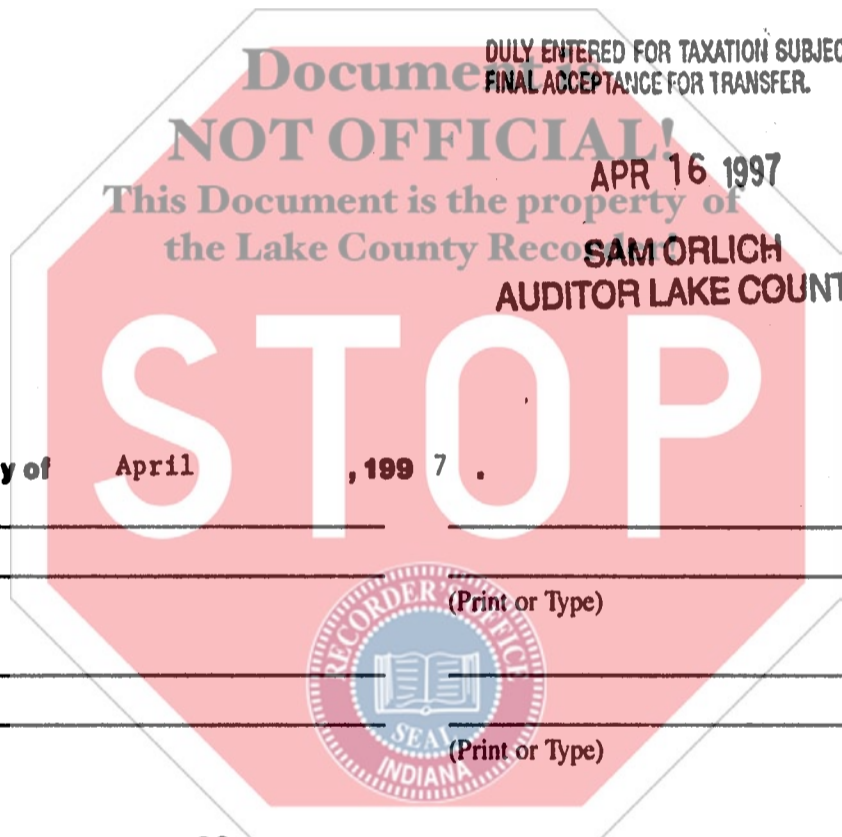 DULY ENTERED FOR TAXATION SUBJEC
FINAL ACCEPTANCE FOR TRANSFER.
Document is
NOT OFFICIAL!
This Document is the property of
the Lake County Recorder!
APR 16 1997
SAM ORLICH
AUDITOR LAKE COUNT
STOP
y of April , 199 7 .
(Print or Type)
(Print or Type)
RECORDER'S OFFICE
SEAL
INDIANA